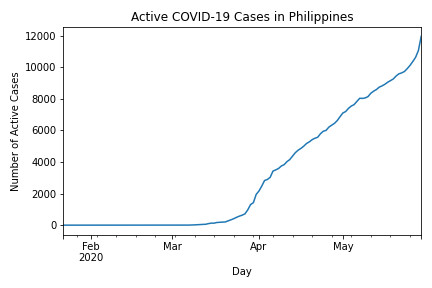 Active COVID-19 Cases in Philippines
Number of Active Cases
12000
10000
8000
6000
4000
2000
0
Feb
2020
Mar
Apr
May
Day